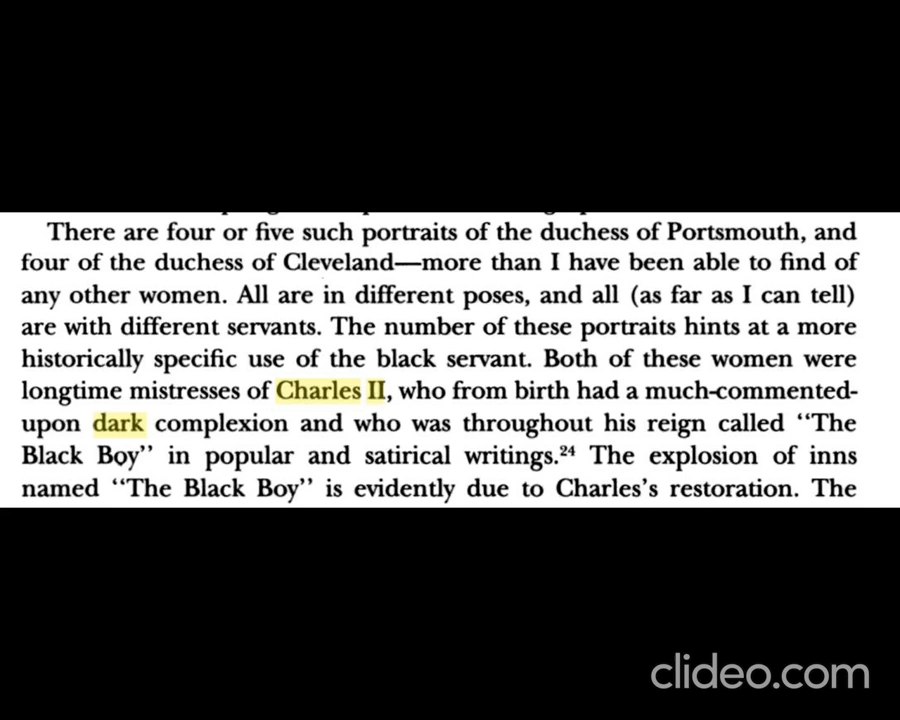 There are four or five such portraits of the duchess of Portsmouth, and
four of the duchess of Cleveland—more than I have been able to find of
any other women. All are in different poses, and all (as far as I can tell)
are with different servants. The number of these portraits hints at a more
historically specific use of the black servant. Both of these women were
longtime mistresses of Charles II, who from birth had a much-commented-
upon dark complexion and who was throughout his reign called "The
Black Boy" in popular and satirical writings.²⁴ The explosion of inns
named "The Black Boy" is evidently due to Charles's restoration. The
clideo.com